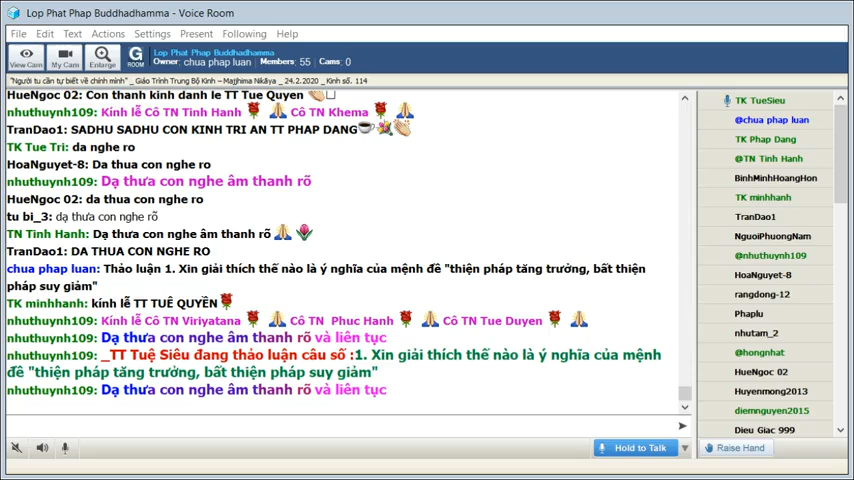 Lop Phat Phap Buddhadhamma - Voice Room
File Edit Text Actions Settings Present Following Help
View Cam My Cam Enlarge G ROOM
Lop Phat Phap Buddhadhamma
Owner: chua phap luan; Members: 55 Cams: 0
"Người tu cần tự biết về chính mình" _ Giáo Trình Trung Bộ Kinh – Majjhima Nikāya _ 24.2.2020 _ Kinh số. 114
HueNgoc 02: Con thanh kinh danh le TT Tue Quyen
nhuthuynh109: Kính lễ Cô TN Tinh Hanh Cô TN Khema
TranDao1: SADHU SADHU CON KINH TRI AN TT PHAP DANG
TK Tue Tri: da nghe ro
HoaNguyet-8: Da thua con nghe ro
nhuthuynh109: Dạ thưa con nghe âm thanh rõ
HueNgoc 02: da thua con nghe ro
tu bi_3: dạ thưa con nghe rõ
TN Tinh Hanh: Dạ thưa con nghe âm thanh rõ
TranDao1: DA THUA CON NGHE RO
chua phap luan: Thảo luận 1. Xin giải thích thế nào là ý nghĩa của mệnh đề "thiện pháp tăng trưởng, bất thiện
pháp suy giảm"
TK minhhanh: kính lễ TT TUỆ QUYỀN
nhuthuynh109: Kính lễ Cô TN Viriyatana Cô TN Phuc Hanh Cô TN Tue Duyen
nhuthuynh109: Dạ thưa con nghe âm thanh rõ và liên tục
nhuthuynh109: _TT Tuệ Siêu đang thảo luận câu số :1. Xin giải thích thế nào là ý nghĩa của mệnh
đề "thiện pháp tăng trưởng, bất thiện pháp suy giảm"
nhuthuynh109: Dạ thưa con nghe âm thanh rõ và liên tục
TK TueSieu
@chua phap luan
TK Phap Dang
@TN Tinh Hanh
BinhMinhHoangHon
TK minhhanh
TranDao1
NguoiPhuongNam
@nhuthuynh109
HoaNguyet-8
rangdong-12
Phaplu
nhutam_2
@hongnhat
HueNgoc 02
Huyenmong2013
diemnguyen2015
Dieu Giac 999
Hold to Talk Raise Hand